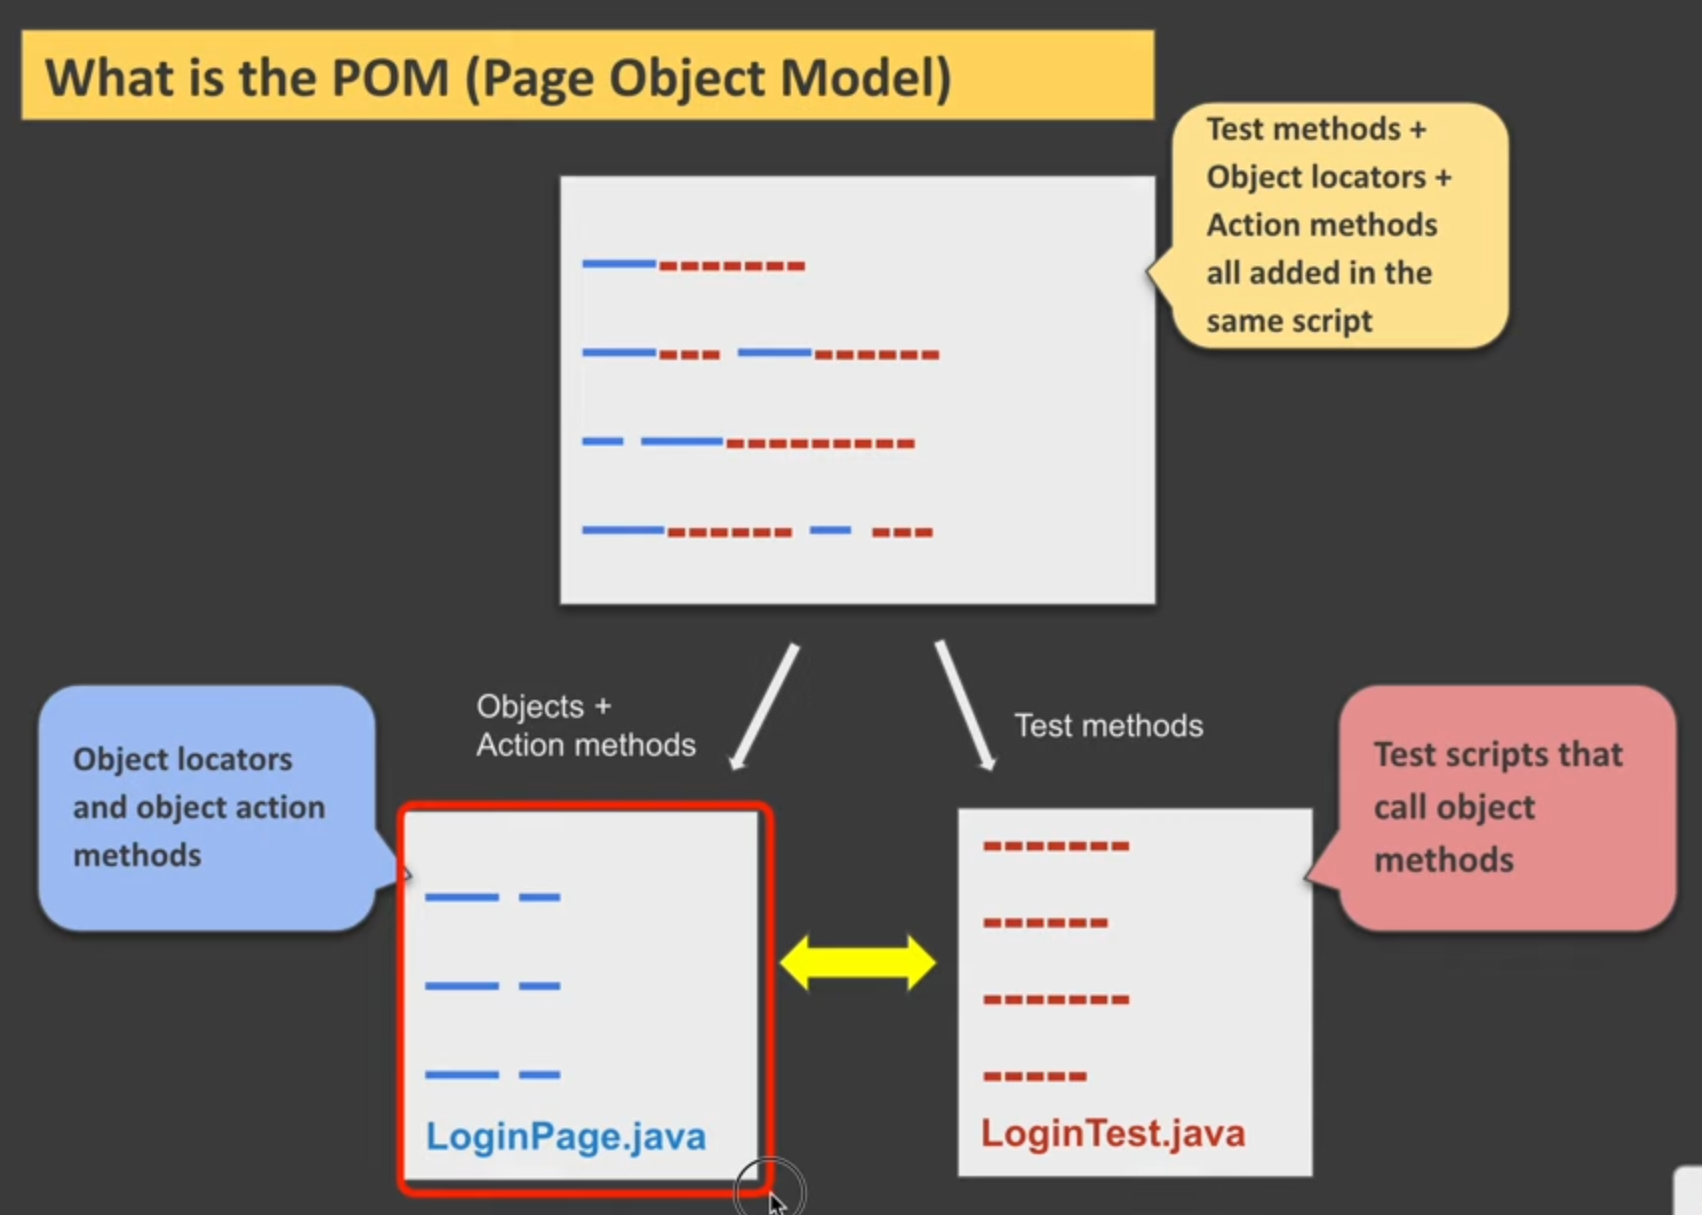 What is the POM (Page Object Model)
Test methods +
Object locators +
Action methods
all added in the
same script
Objects +
Action methods
Test methods
Object locators
and object action
methods
Test scripts that
call object
methods
LoginPage.java
LoginTest.java